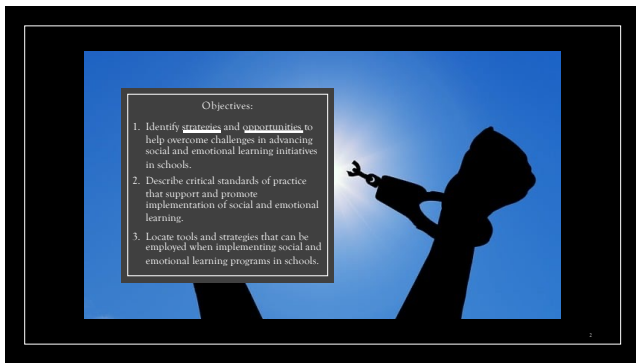 Objectives:
1. Identify strategies and opportunities to
help overcome challenges in advancing
social and emotional learning initiatives
in schools.
2. Describe critical standards of practice
that support and promote
implementation of social and emotional
learning.
3. Locate tools and strategies that can be
employed when implementing social and
emotional learning programs in schools.
2